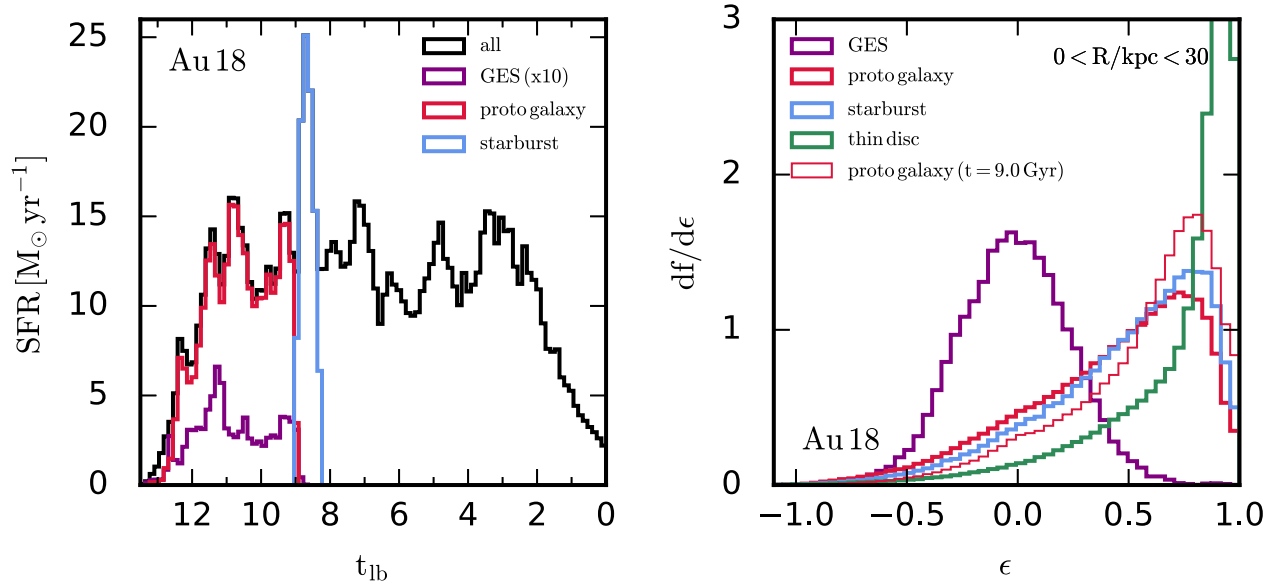 Au 18
all
GES (x10)
proto galaxy
starburst
SFR [M⊙ yr⁻¹]
25
20
15
10
5
0
12 10 8 6 4 2 0
t_lb
GES
proto galaxy
starburst
thin disc
proto galaxy (t = 9.0 Gyr)
0 < R/kpc < 30
Au 18
df/dϵ
3
2
1
0
−1.0 −0.5 0.0 0.5 1.0
ϵ